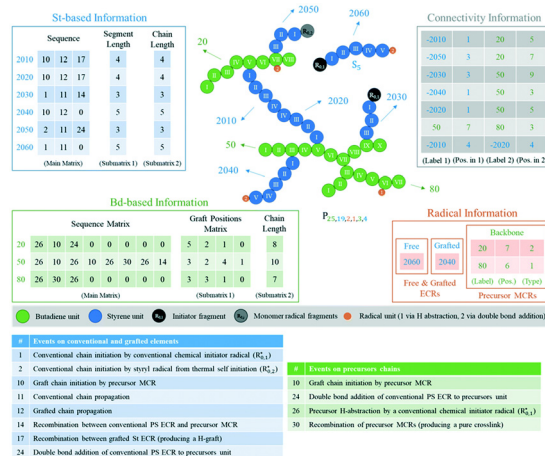 St-based Information
Sequence
Segment Length
Chain Length
2010 10 12 17 4 4
2020 10 12 17 4 4
2030 1 11 14 3 3
2040 10 12 0 5 5
2050 2 11 24 3 3
2060 1 11 0 5 5
(Main Matrix) (Submatrix 1) (Submatrix 2)
2050
2060
20
S5
2030
2020
2010
50
2040
80
P25,19,2,1,3,4
Connectivity Information
-2010 1 20 5
-2050 3 20 7
-2030 3 50 9
-2040 1 50 3
-2020 1 50 5
50 7 80 3
-2010 4 -2020 4
(Label 1) (Pos. in 1) (Label 2) (Pos. in 2)
Bd-based Information
Sequence Matrix
Graft Positions Matrix
Chain Length
20 26 10 24 0 0 0 0 0 5 2 1 0 8
50 26 10 26 10 26 30 26 14 3 2 4 1 10
80 26 30 26 0 0 0 0 0 3 3 1 0 7
(Main Matrix) (Submatrix 1) (Submatrix 2)
Radical Information
Free Grafted
2060 2040
Free & Grafted ECRs
Backbone
20 7 2
80 6 1
(Label) (Pos.) (Type)
Precursor MCRs
Butadiene unit
Styrene unit
Initiator fragment
Monomer radical fragments
Radical unit (1 via H abstraction, 2 via double bond addition)
# Events on conventional and grafted elements
1 Conventional chain initiation by conventional chemical initiator radical (R*0,1)
2 Conventional chain initiation by styryl radical from thermal self initiation (R*0,2)
10 Graft chain initiation by precursor MCR
11 Conventional chain propagation
12 Grafted chain propagation
14 Recombination between conventional PS ECR and precursor MCR
17 Recombination between grafted St ECR (producing a H-graft)
24 Double bond addition of conventional PS ECR to precursors unit
# Events on precursors chains
10 Graft chain initiation by precursor MCR
24 Double bond addition of conventional PS ECR to precursors unit
26 Precursor H-abstraction by a conventional chemical initiator radical (R*0,1)
30 Recombination of precursor MCRs (producing a pure crosslink)